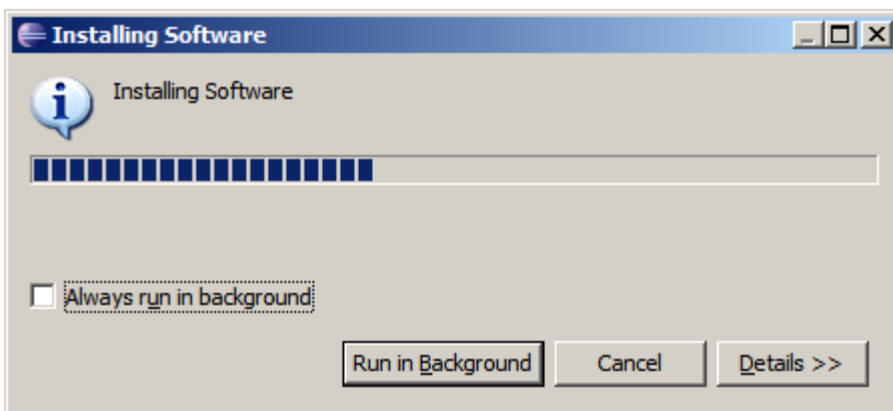 Installing Software
Installing Software
Always run in background
Run in Background Cancel Details >>